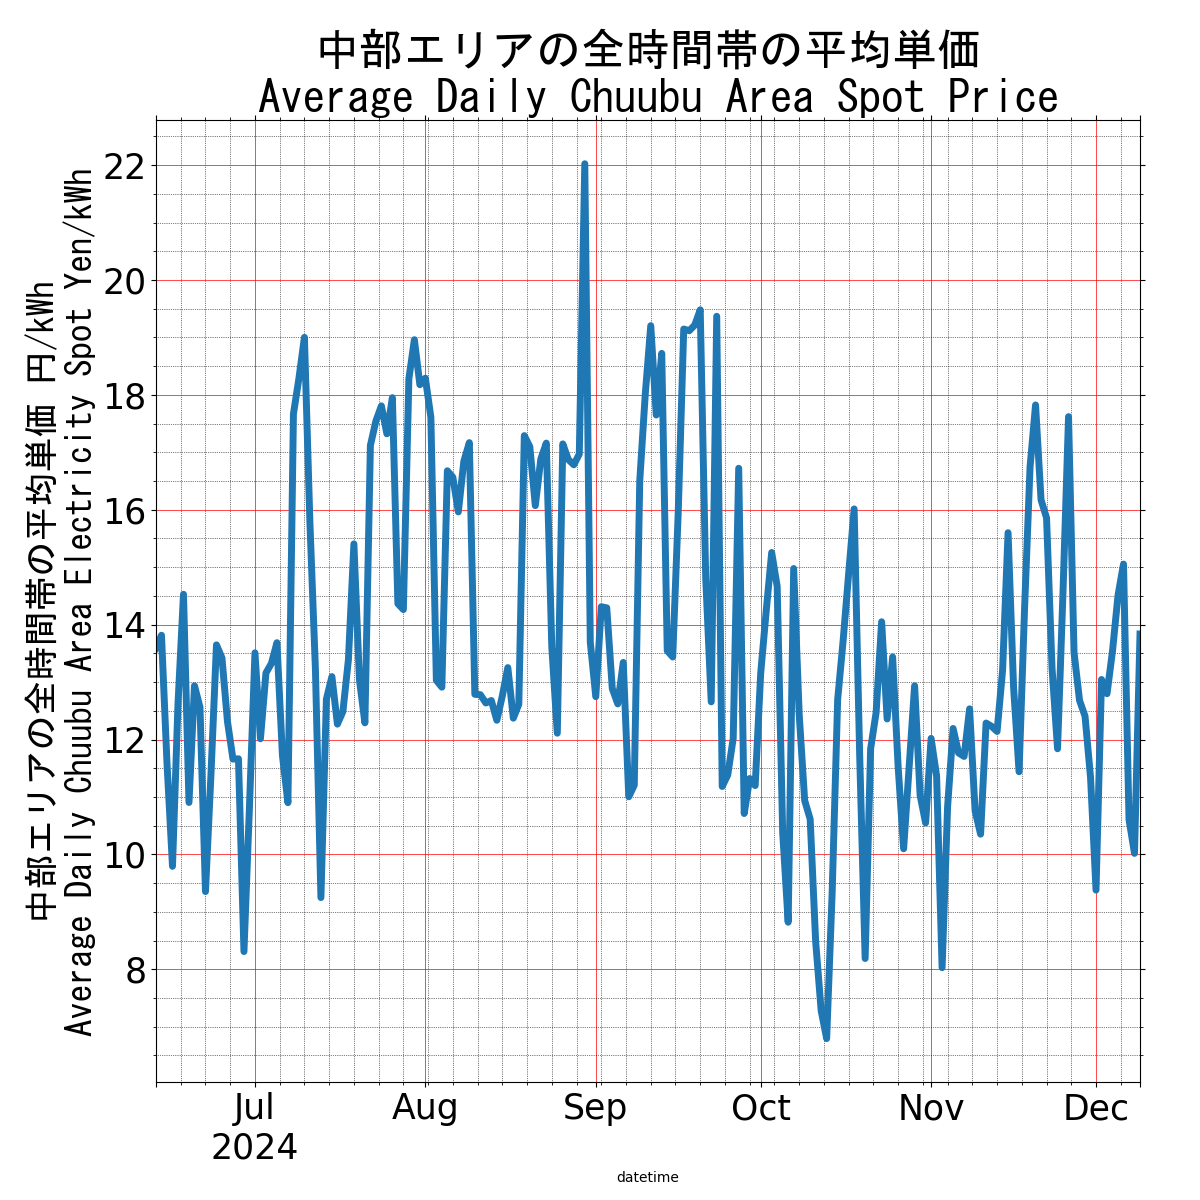 中部エリアの全時間帯の平均単価
Average Daily Chuubu Area Spot Price
中部エリアの全時間帯の平均単価 円/kWh
Average Daily Chuubu Area Electricity Spot Yen/kWh
22
20
18
16
14
12
10
8
Jul
2024
Aug
Sep
Oct
Nov
Dec
datetime